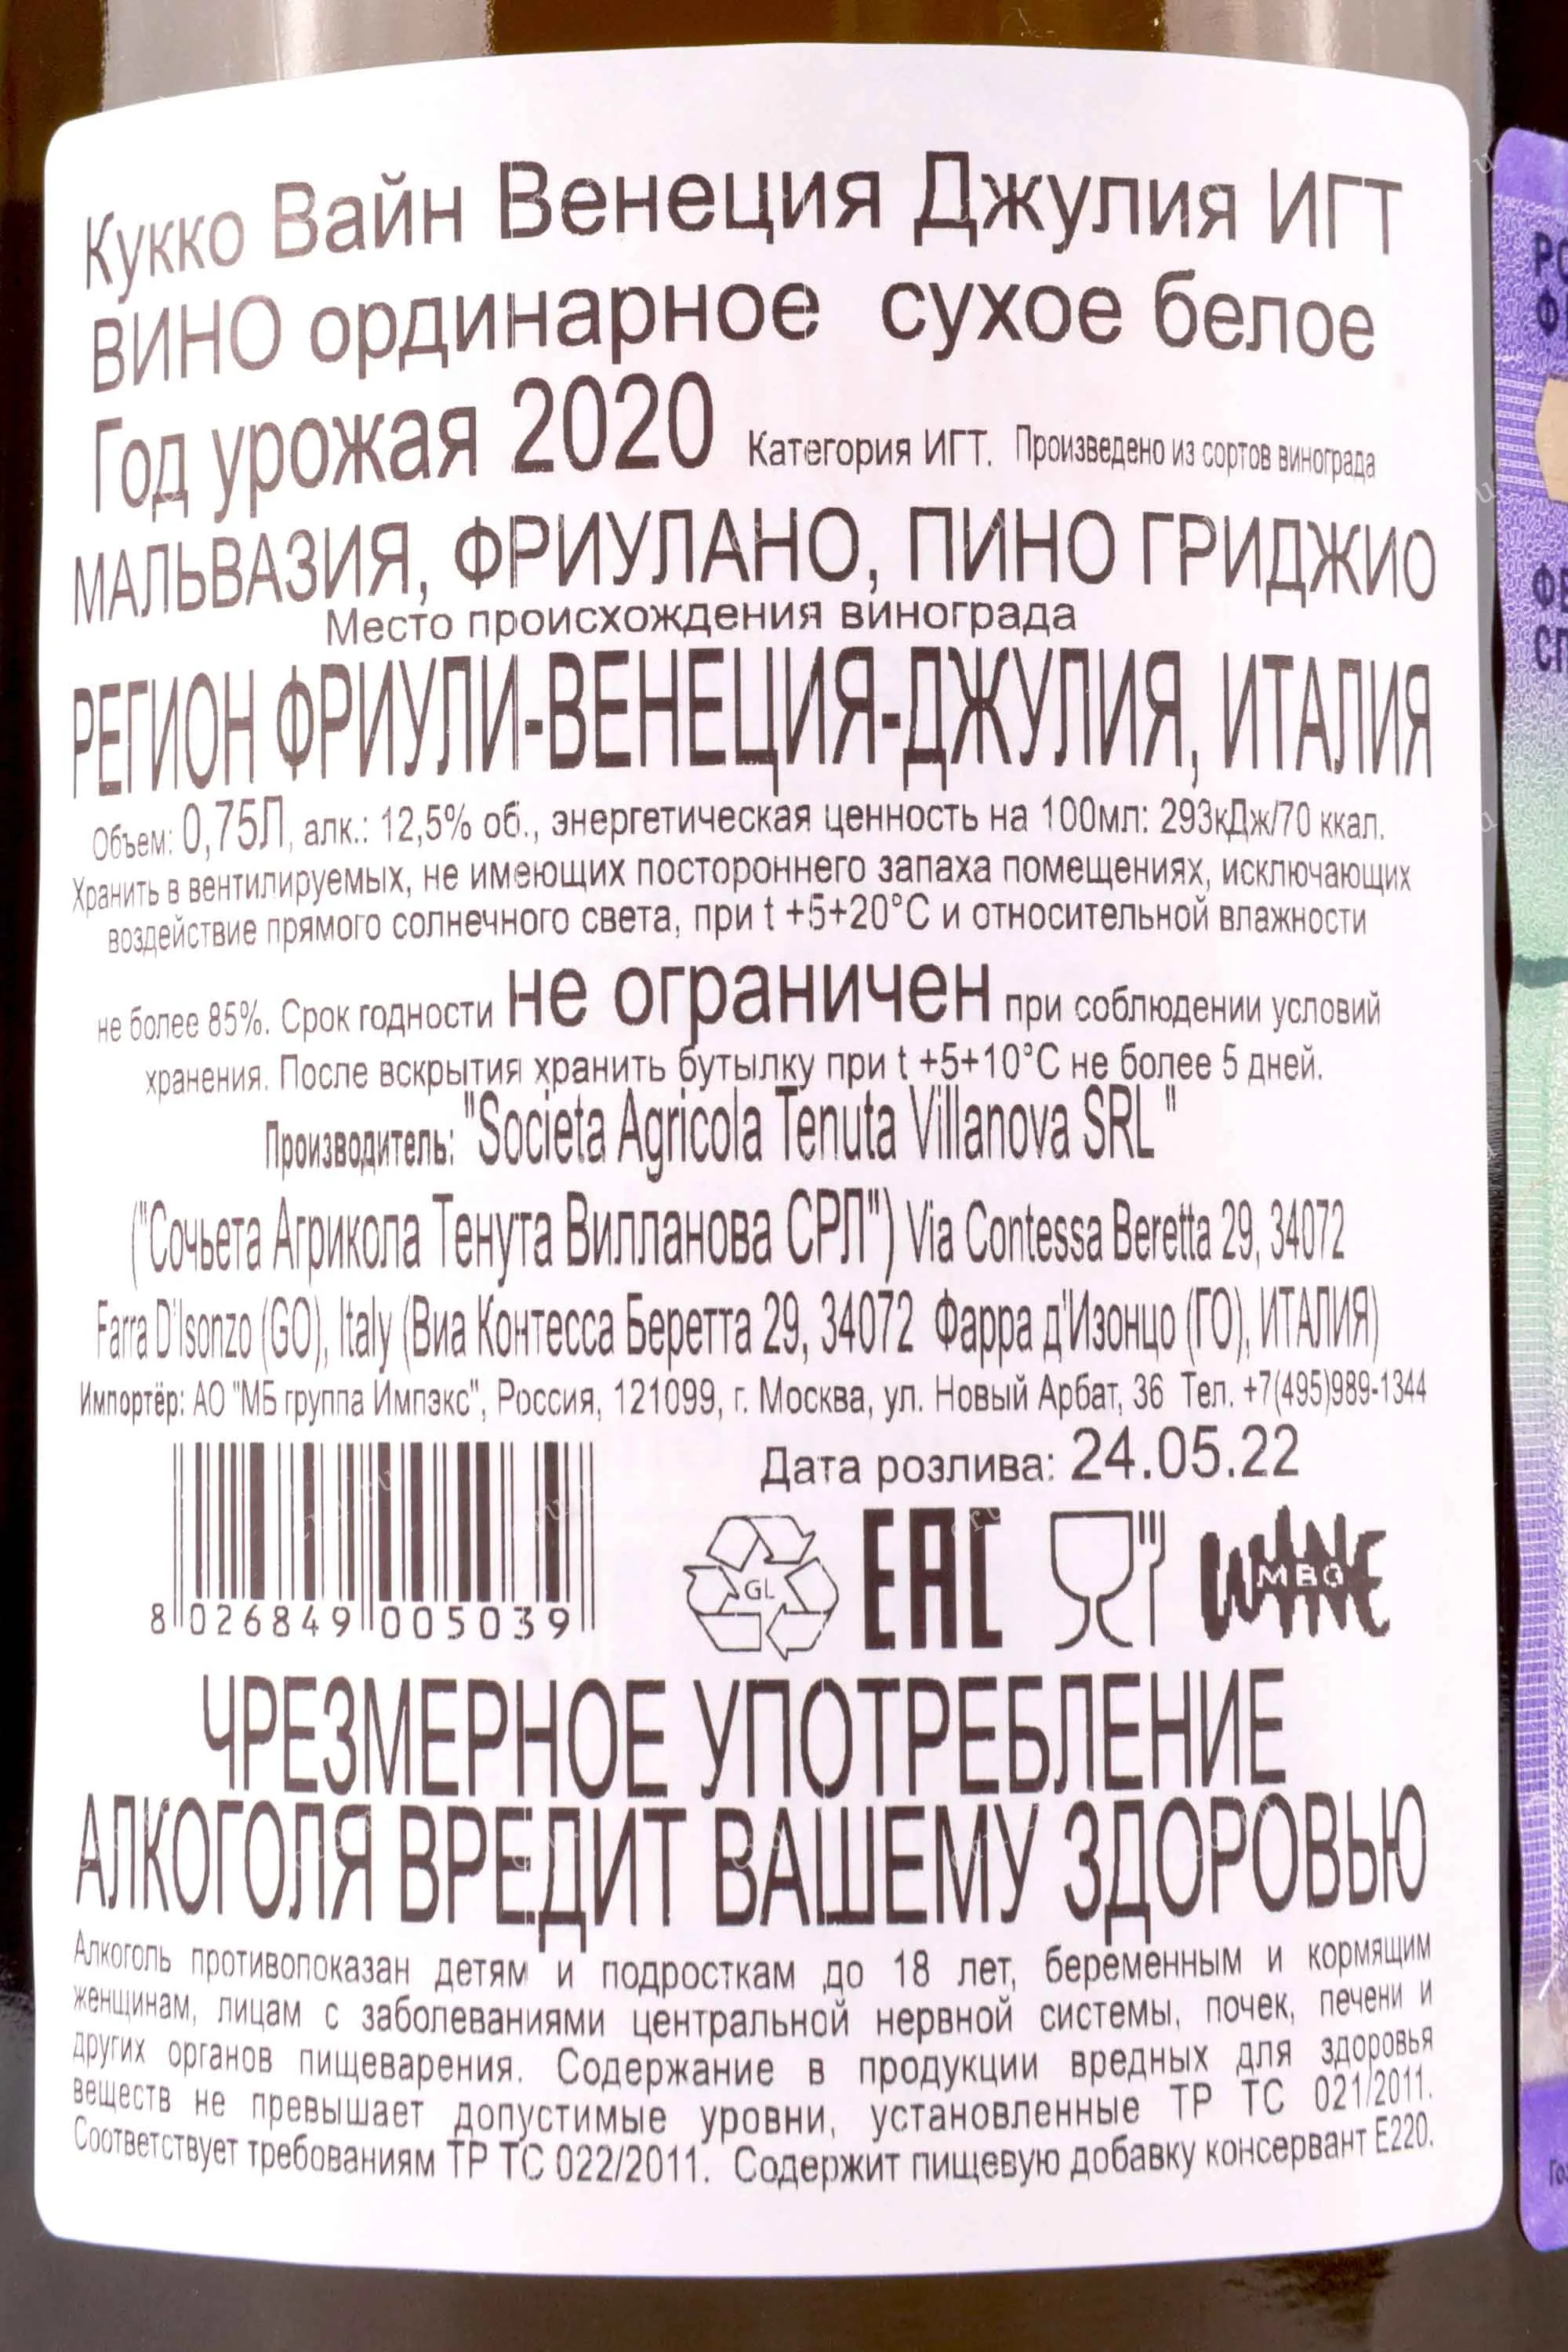 Кукко Вайн Венеция Джулия ИГТ
ВИНО ординарное сухое белое
Год урожая 2020 Категория ИГТ. Произведено из сортов винограда
МАЛЬВАЗИЯ, ФРИУЛАНО, ПИНО ГРИДЖИО
Место происхождения винограда
РЕГИОН ФРИУЛИ-ВЕНЕЦИЯ-ДЖУЛИЯ, ИТАЛИЯ
Объем: 0,75Л, алк.: 12,5% об., энергетическая ценность на 100мл: 293кДж/70 ккал.
Хранить в вентилируемых, не имеющих постороннего запаха помещениях, исключающих
воздействие прямого солнечного света, при t +5+20°С и относительной влажности
не более 85%. Срок годности не ограничен при соблюдении условий
хранения. После вскрытия хранить бутылку при t +5+10°С не более 5 дней.
Производитель: "Societa Agricola Tenuta Villanova SRL "
("Сочьета Агрикола Тенута Вилланова СРЛ") Via Contessa Beretta 29, 34072
Farra D'Isonzo (GO), Italy (Виа Контесса Беретта 29, 34072 Фарра д'Изонцо (ГО), ИТАЛИЯ)
Импортёр: АО "МБ группа Импэкс", Россия, 121099, г. Москва, ул. Новый Арбат, 36 Тел. +7(495)989-1344
Дата розлива: 24.05.22
GL EAC WINE MBG
8 026849 005039
ЧРЕЗМЕРНОЕ УПОТРЕБЛЕНИЕ
АЛКОГОЛЯ ВРЕДИТ ВАШЕМУ ЗДОРОВЬЮ
Алкоголь противопоказан детям и подросткам до 18 лет, беременным и кормящим
женщинам, лицам с заболеваниями центральной нервной системы, почек, печени и
других органов пищеварения. Содержание в продукции вредных для здоровья
веществ не превышает допустимые уровни, установленные ТР ТС 021/2011.
Соответствует требованиям ТР ТС 022/2011. Содержит пищевую добавку консервант Е220.